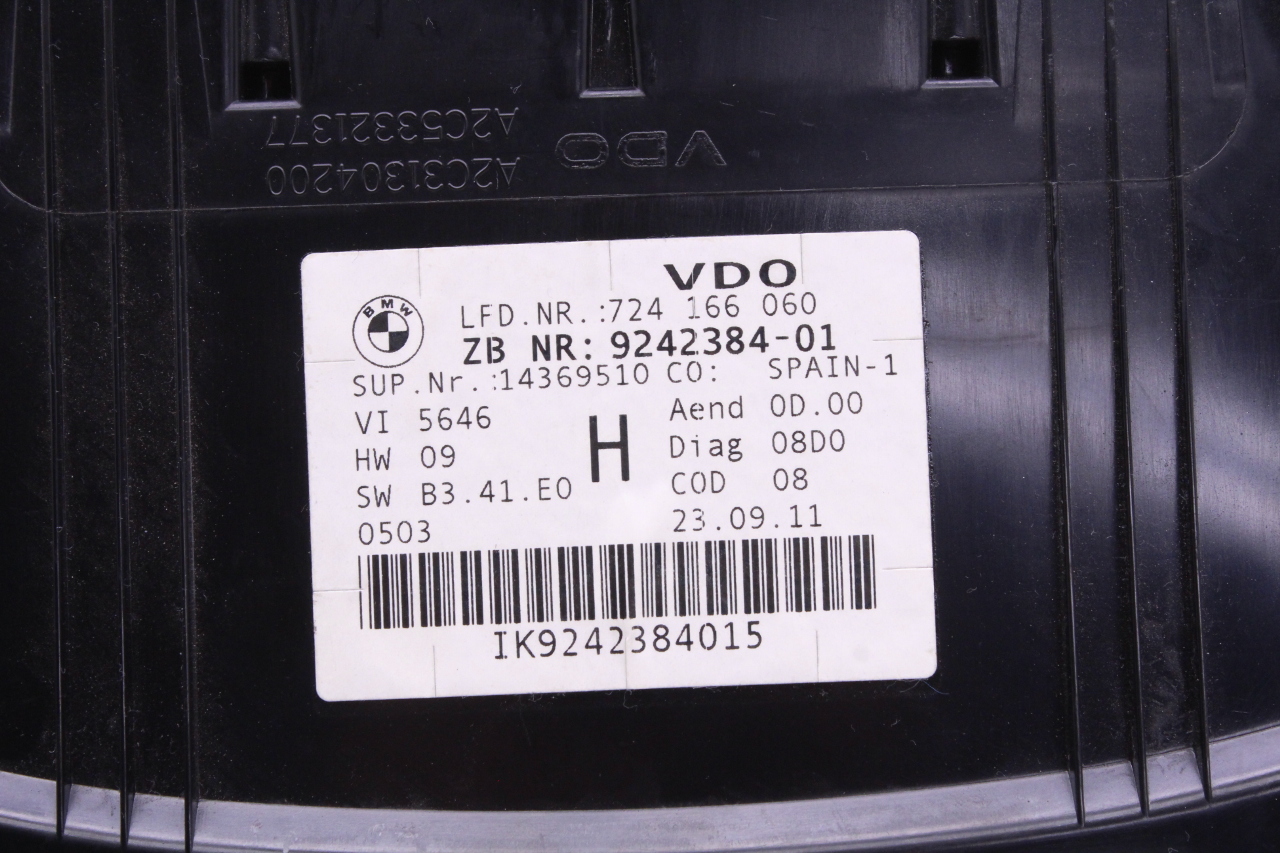 A2C53321377
A2C31304200 VDO
VDO
BMW
LFD.NR.:724 166 060
ZB NR: 9242384-01
SUP.Nr.:14369510 CO: SPAIN-1
VI 5646 Aend 0D.00
HW 09 H Diag 08D0
SW B3.41.E0 COD 08
0503 23.09.11
IK9242384015